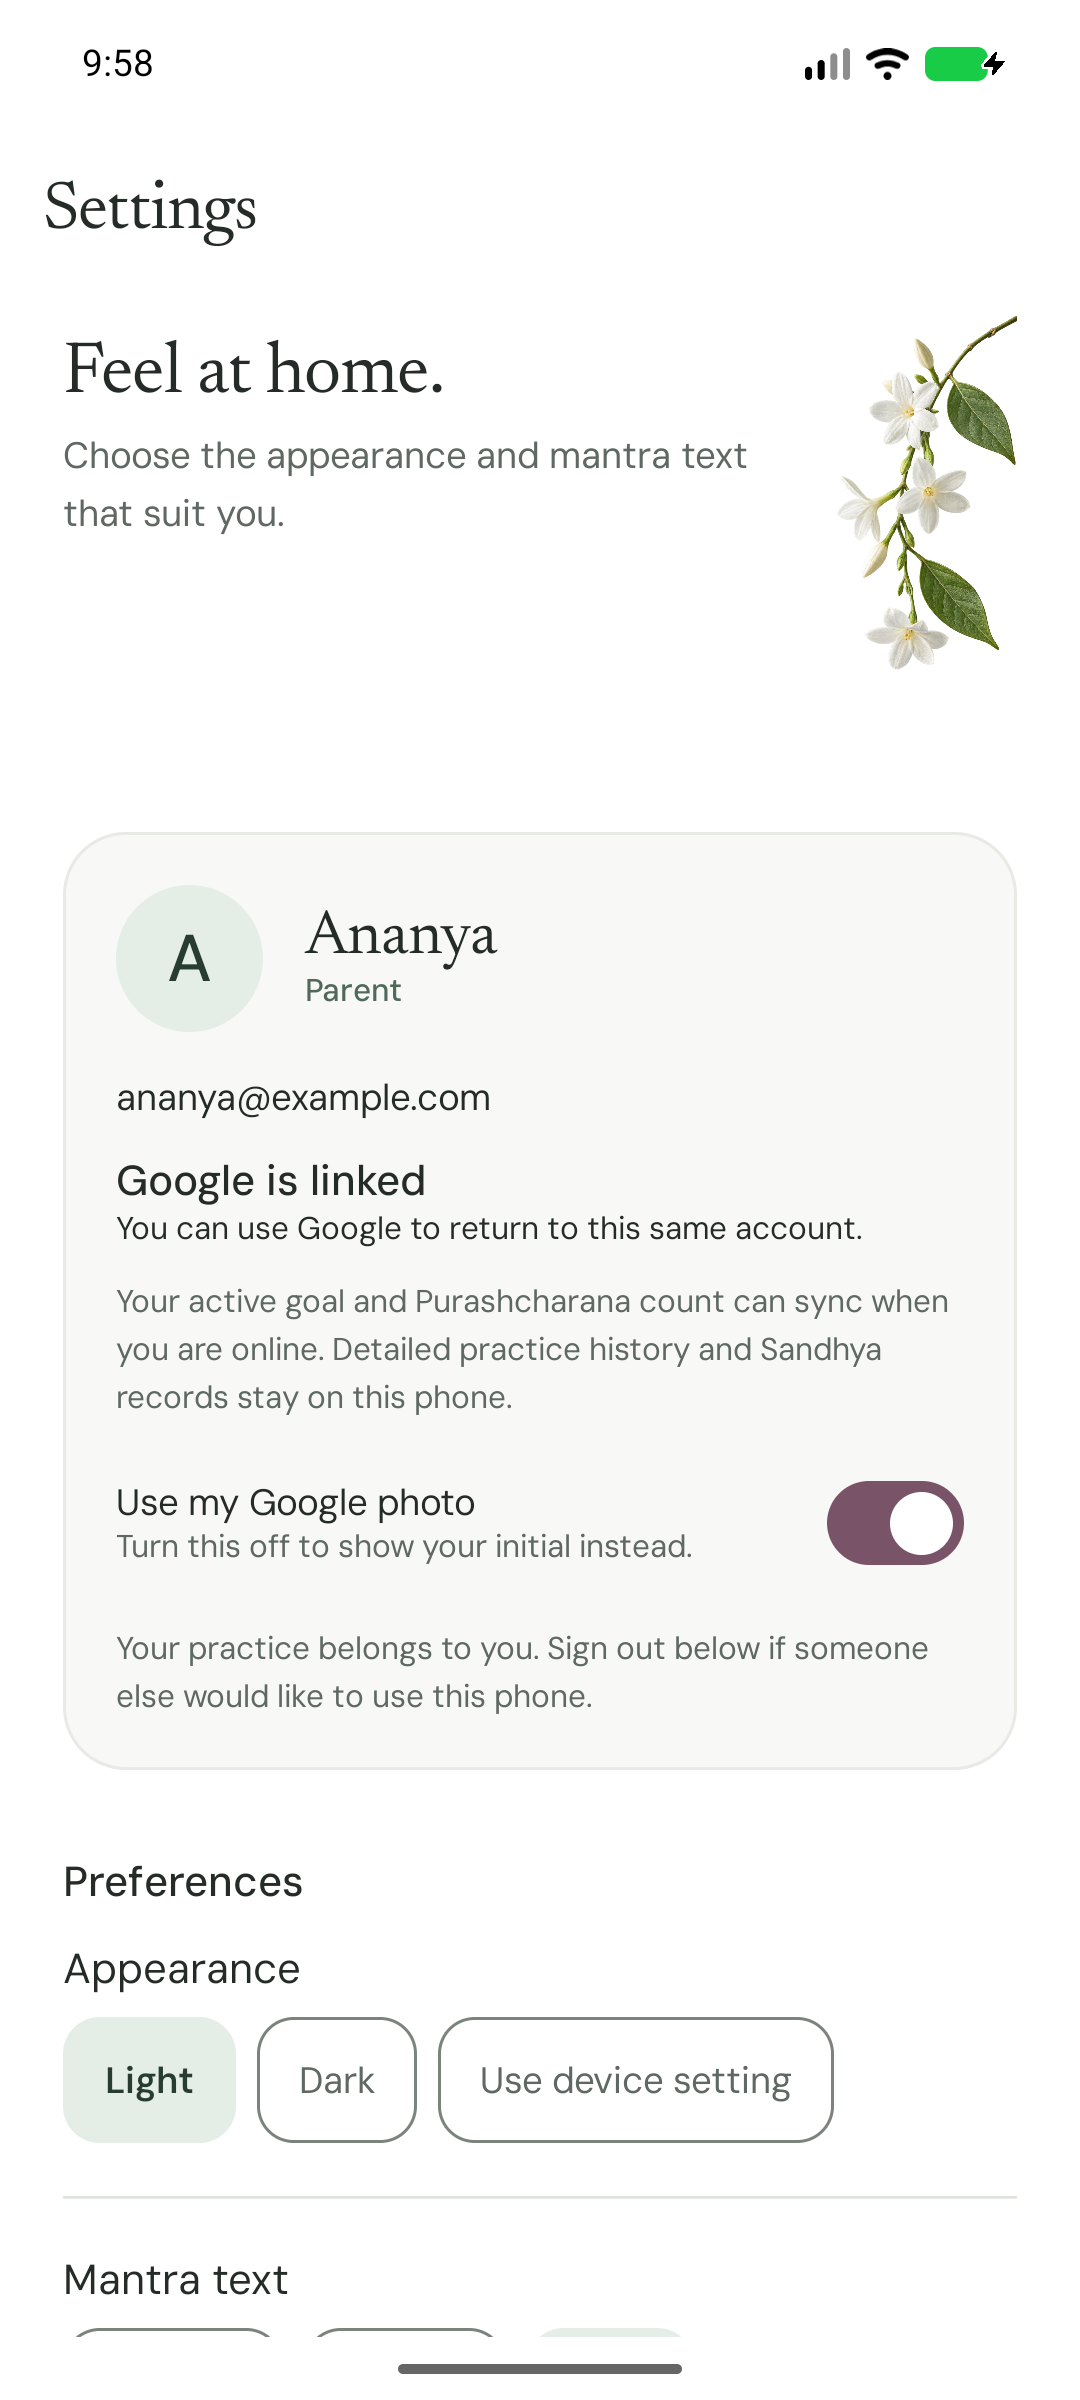 9:58
Settings
Feel at home.
Choose the appearance and mantra text
that suit you.
A
Ananya
Parent
ananya@example.com
Google is linked
You can use Google to return to this same account.
Your active goal and Purashcharana count can sync when
you are online. Detailed practice history and Sandhya
records stay on this phone.
Use my Google photo
Turn this off to show your initial instead.
Your practice belongs to you. Sign out below if someone
else would like to use this phone.
Preferences
Appearance
Light
Dark
Use device setting
Mantra text